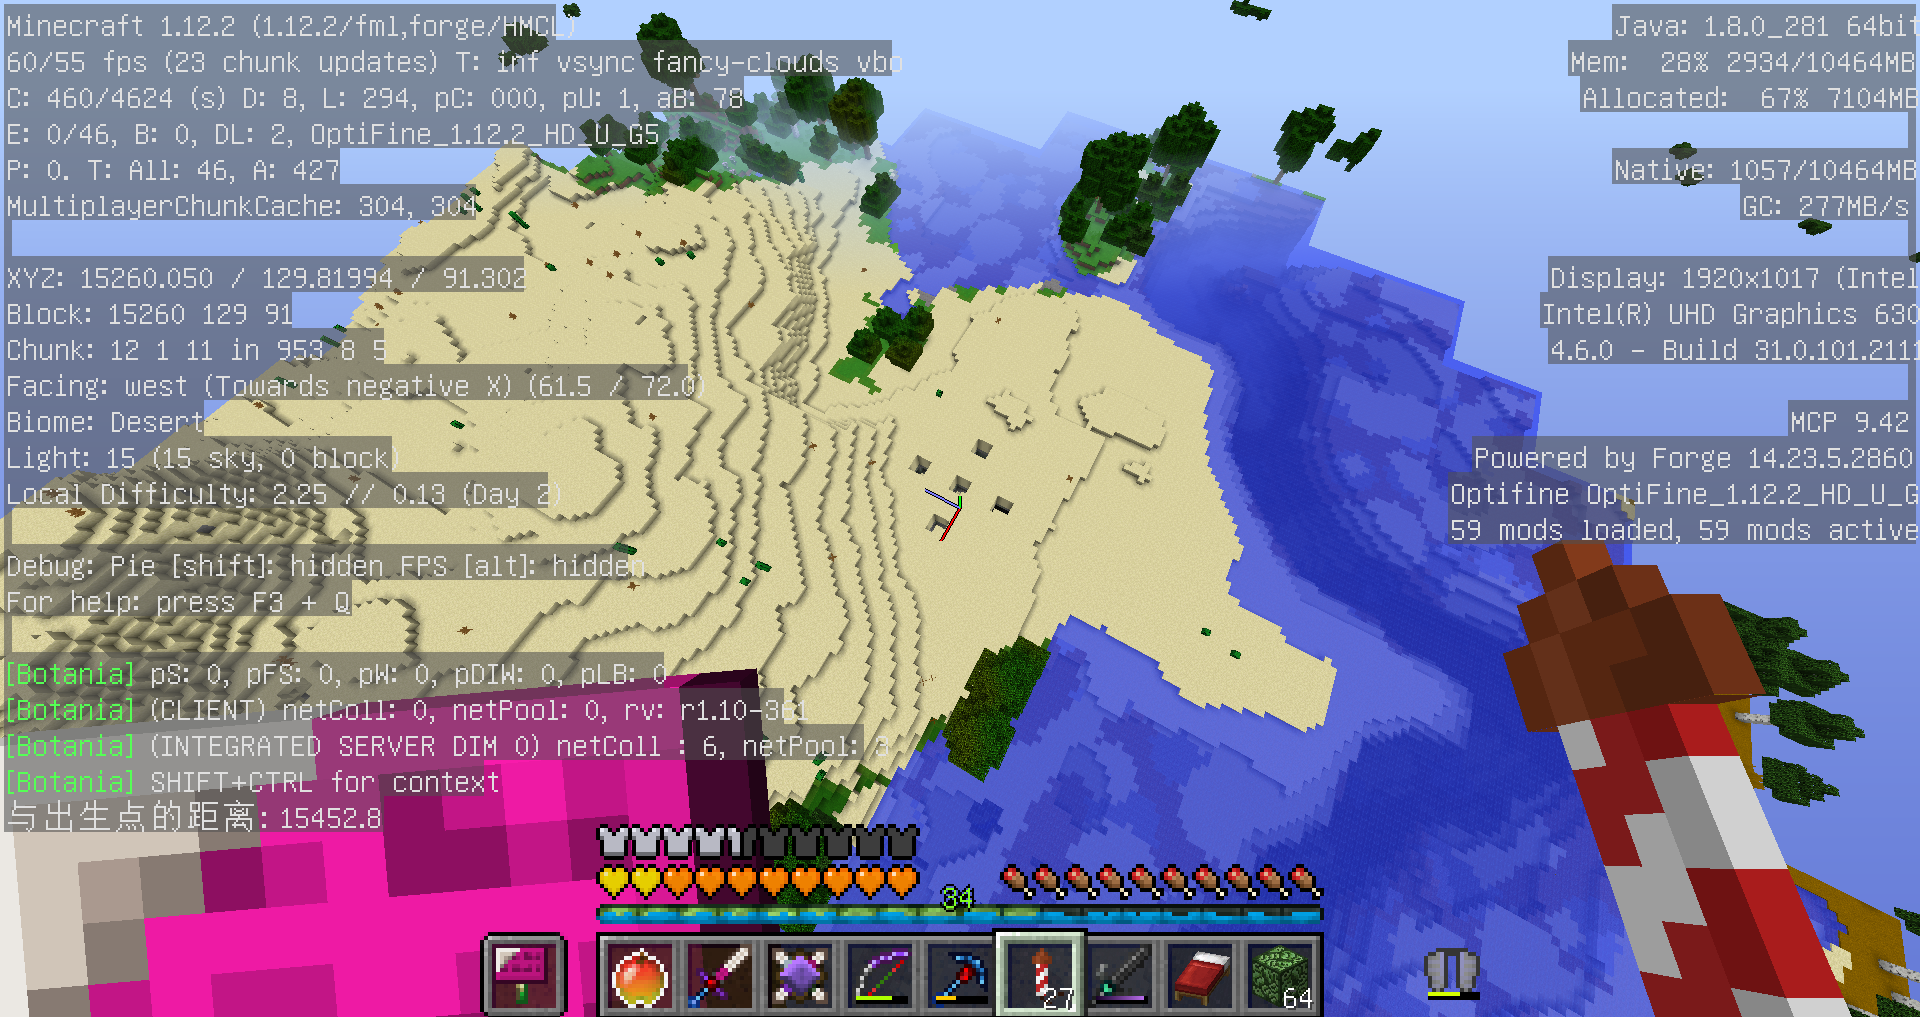 Minecraft 1.12.2 (1.12.2/fml,forge/HMCL)
60/55 fps (23 chunk updates) T: inf vsync fancy-clouds vbo
C: 460/4624 (s) D: 8, L: 294, pC: 000, pU: 1, aB: 78
E: 0/46, B: 0, DL: 2, OptiFine_1.12.2_HD_U_G5
P: 0. T: All: 46, A: 427
MultiplayerChunkCache: 304, 304
XYZ: 15260.050 / 129.81994 / 91.302
Block: 15260 129 91
Chunk: 12 1 11 in 953 8 5
Facing: west (Towards negative X) (61.5 / 72.0)
Biome: Desert
Light: 15 (15 sky, 0 block)
Local Difficulty: 2.25 // 0.13 (Day 2)
Debug: Pie [shift]: hidden FPS [alt]: hidden
For help: press F3 + Q
[Botania] pS: 0, pFS: 0, pW: 0, pDIW: 0, pLB: 0
[Botania] (CLIENT) netColl: 0, netPool: 0, rv: r1.10-361
[Botania] (INTEGRATED SERVER DIM 0) netColl : 6, netPool:
[Botania] SHIFT+CTRL for context
与出生点的距离: 15452.8
Java: 1.8.0_281 64bit
Mem: 28% 2934/10464MB
Allocated: 67% 7104MB
Native: 1057/10464MB
GC: 277MB/s
Display: 1920x1017 (Intel
Intel(R) UHD Graphics 630
4.6.0 - Build 31.0.101.2111
MCP 9.42
Powered by Forge 14.23.5.2860
Optifine OptiFine_1.12.2_HD_U_G
59 mods loaded, 59 mods active
34
27
64